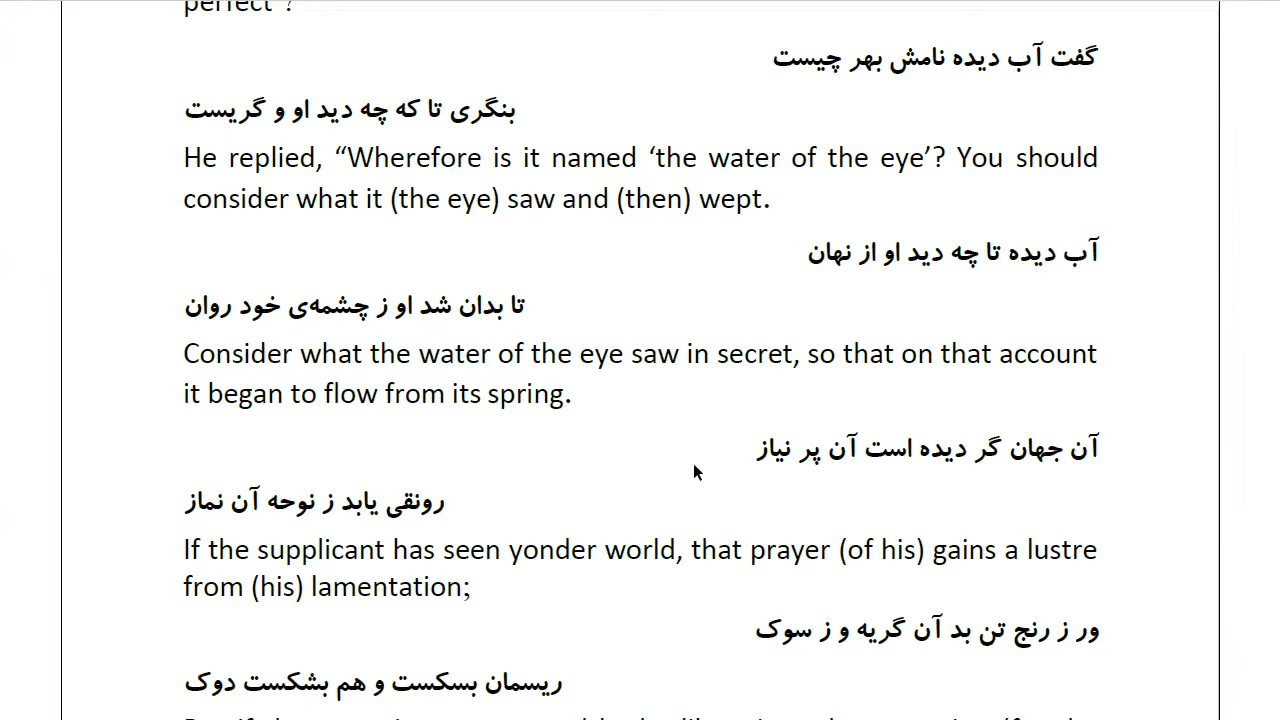 perfect ?
گفت آب دیده نامش بهر چیست
بنگری تا که چه دید او و گریست
He replied, “Wherefore is it named ‘the water of the eye’? You should
consider what it (the eye) saw and (then) wept.
آب دیده تا چه دید او از نهان
تا بدان شد او ز چشمه‌ی خود روان
Consider what the water of the eye saw in secret, so that on that account
it began to flow from its spring.
آن جهان گر دیده است آن پر نیاز
رونقی یابد ز نوحه آن نماز
If the supplicant has seen yonder world, that prayer (of his) gains a lustre
from (his) lamentation;
ور ز رنج تن بد آن گریه و ز سوک
ریسمان بسکست و هم بشکست دوک